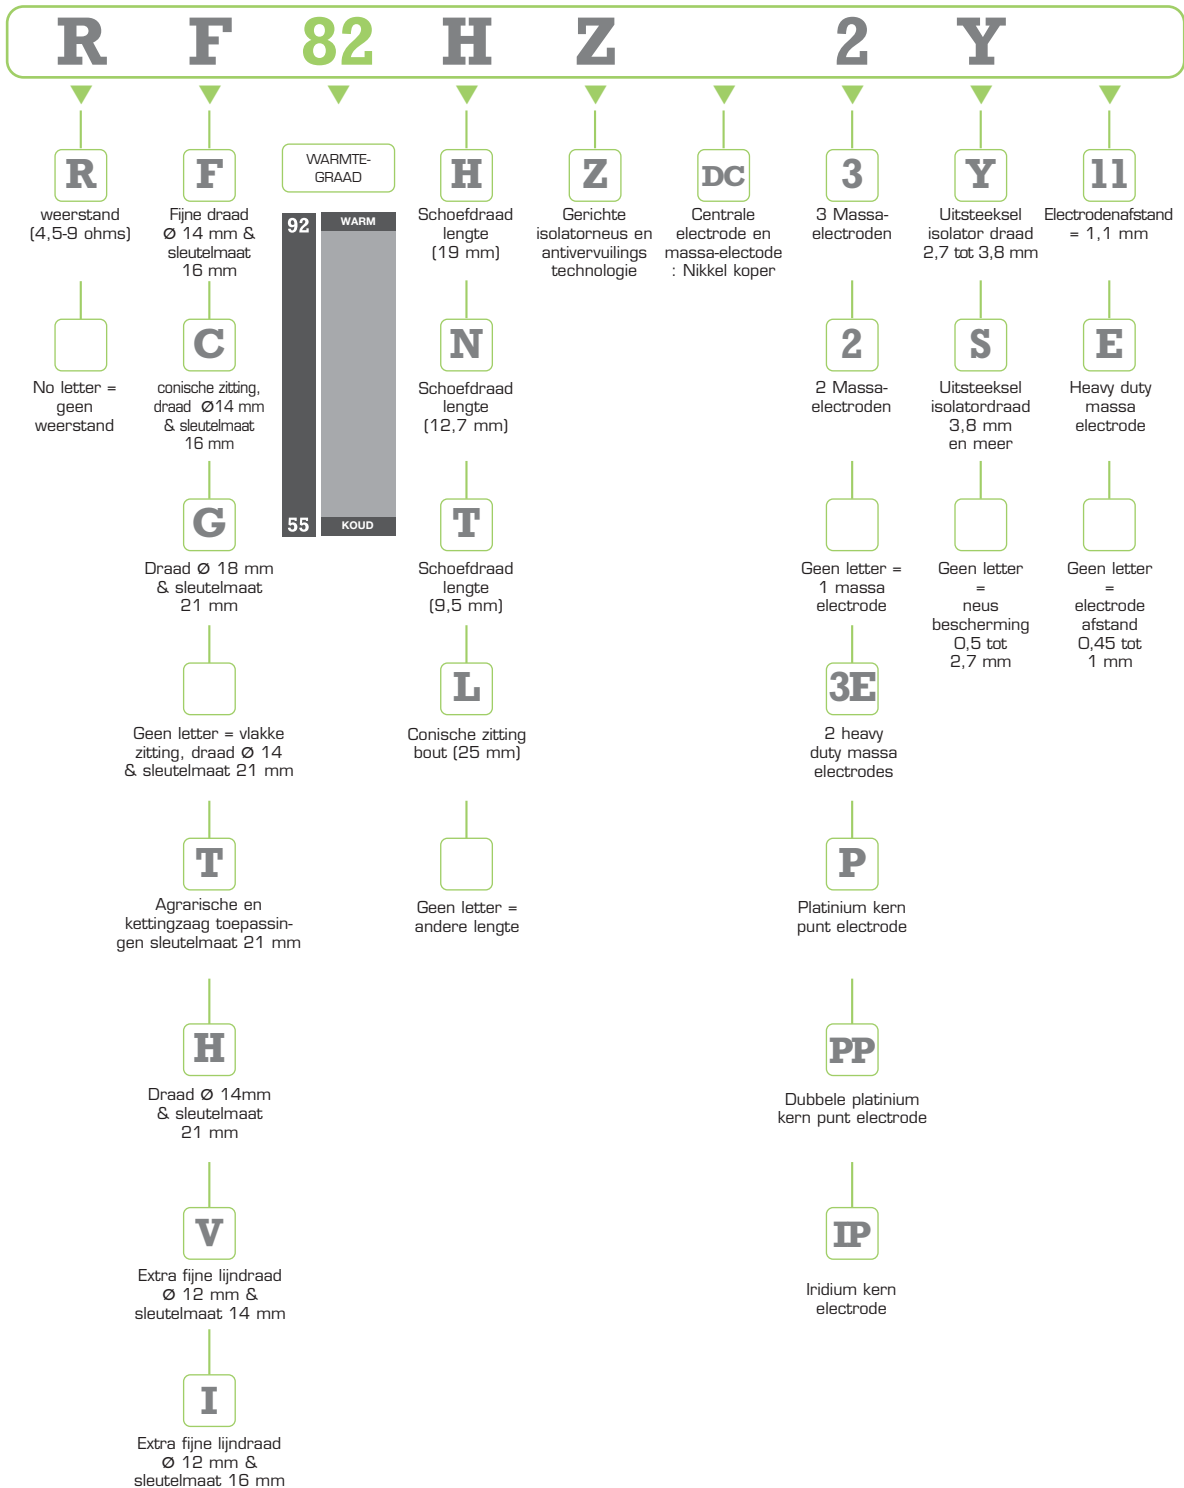 R F 82 H Z 2 Y
R
weerstand
(4,5-9 ohms)
No letter =
geen
weerstand
F
Fijne draad
Ø 14 mm &
sleutelmaat
16 mm
C
conische zitting,
draad Ø14 mm
& sleutelmaat
16 mm
G
Draad Ø 18 mm
& sleutelmaat
21 mm
Geen letter = vlakke
zitting, draad Ø 14
& sleutelmaat 21 mm
T
Agrarische en
kettingzaag toepassin-
gen sleutelmaat 21 mm
H
Draad Ø 14mm
& sleutelmaat
21 mm
V
Extra fijne lijndraad
Ø 12 mm &
sleutelmaat 14 mm
I
Extra fijne lijndraad
Ø 12 mm &
sleutelmaat 16 mm
WARMTE-
GRAAD
92 WARM
55 KOUD
H
Schoefdraad
lengte
(19 mm)
N
Schoefdraad
lengte
(12,7 mm)
T
Schoefdraad
lengte
(9,5 mm)
L
Conische zitting
bout (25 mm)
Geen letter =
andere lengte
Z
Gerichte
isolatorneus en
antivervuilings
technologie
DC
Centrale
electrode en
massa-electode
: Nikkel koper
3
3 Massa-
electroden
2
2 Massa-
electroden
Geen letter =
1 massa
electrode
3E
2 heavy
duty massa
electrodes
P
Platinium kern
punt electrode
PP
Dubbele platinium
kern punt electrode
IP
Iridium kern
electrode
Y
Uitsteeksel
isolator draad
2,7 tot 3,8 mm
S
Uitsteeksel
isolatordraad
3,8 mm
en meer
Geen letter
=
neus
bescherming
0,5 tot
2,7 mm
11
Electrodenafstand
= 1,1 mm
E
Heavy duty
massa
electrode
Geen letter
=
electrode
afstand
0,45 tot
1 mm